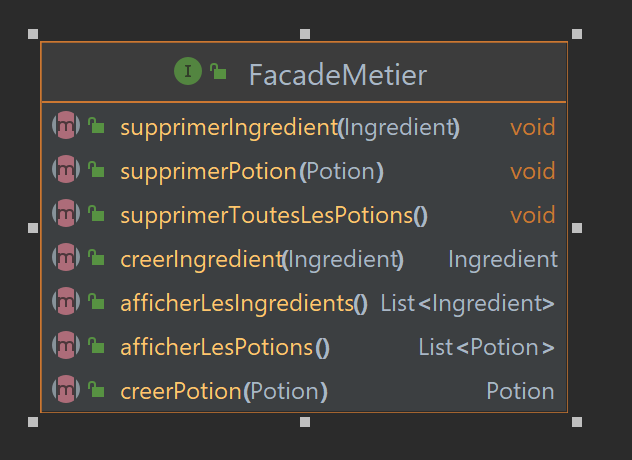 I FacadeMetier
m supprimerIngredient(Ingredient) void
m supprimerPotion(Potion) void
m supprimerToutesLesPotions() void
m creerIngredient(Ingredient) Ingredient
m afficherLesIngredients() List<Ingredient>
m afficherLesPotions() List<Potion>
m creerPotion(Potion) Potion